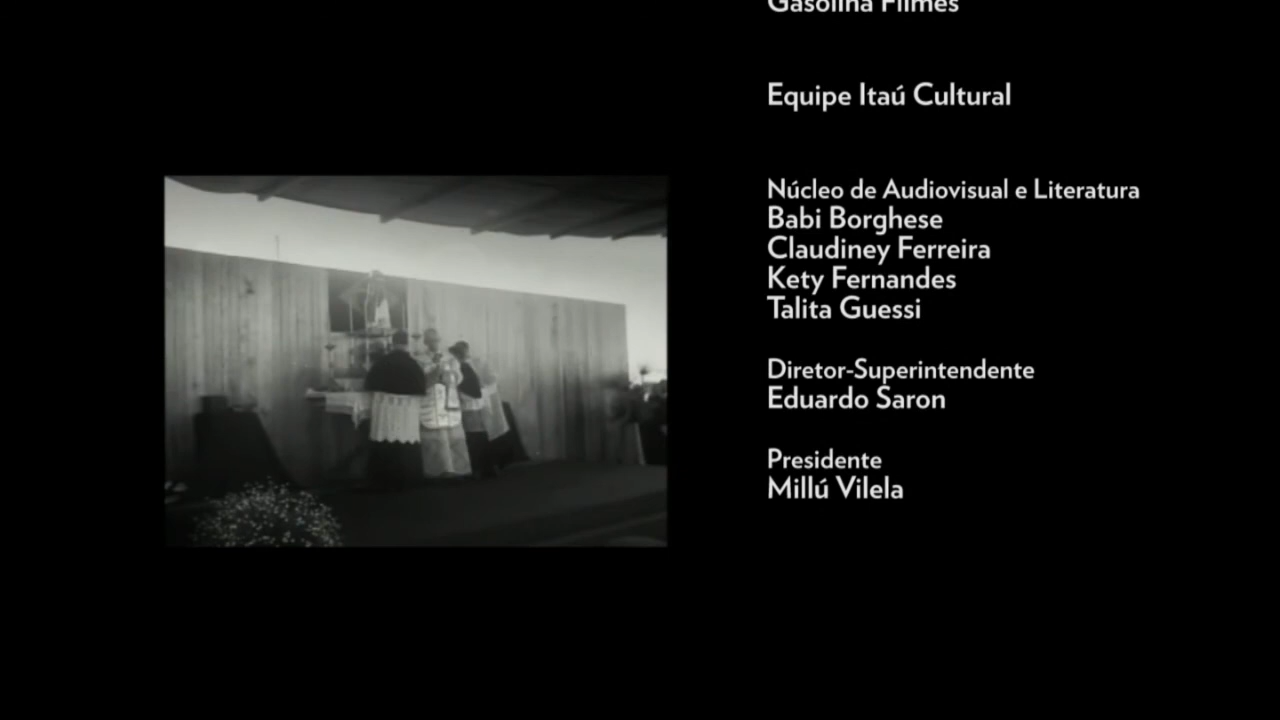 Gasolina Filmes
Equipe Itaú Cultural
Núcleo de Audiovisual e Literatura
Babi Borghese
Claudiney Ferreira
Kety Fernandes
Talita Guessi
Diretor-Superintendente
Eduardo Saron
Presidente
Millú Vilela